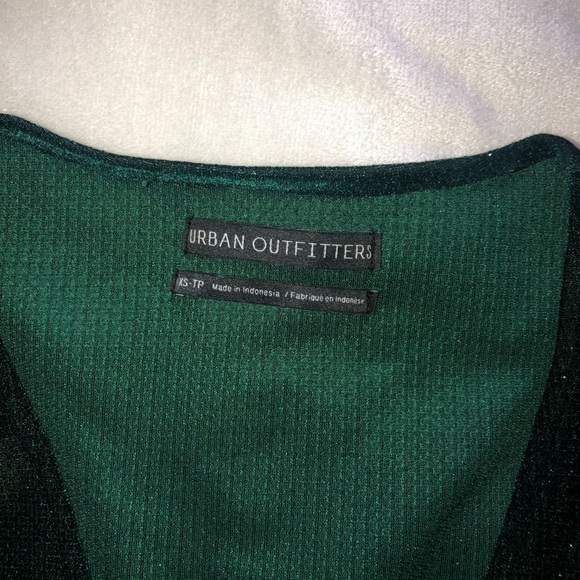 URBAN OUTFITTERS
XS-TP Made in Indonesia / Fabriqué en Indonésie